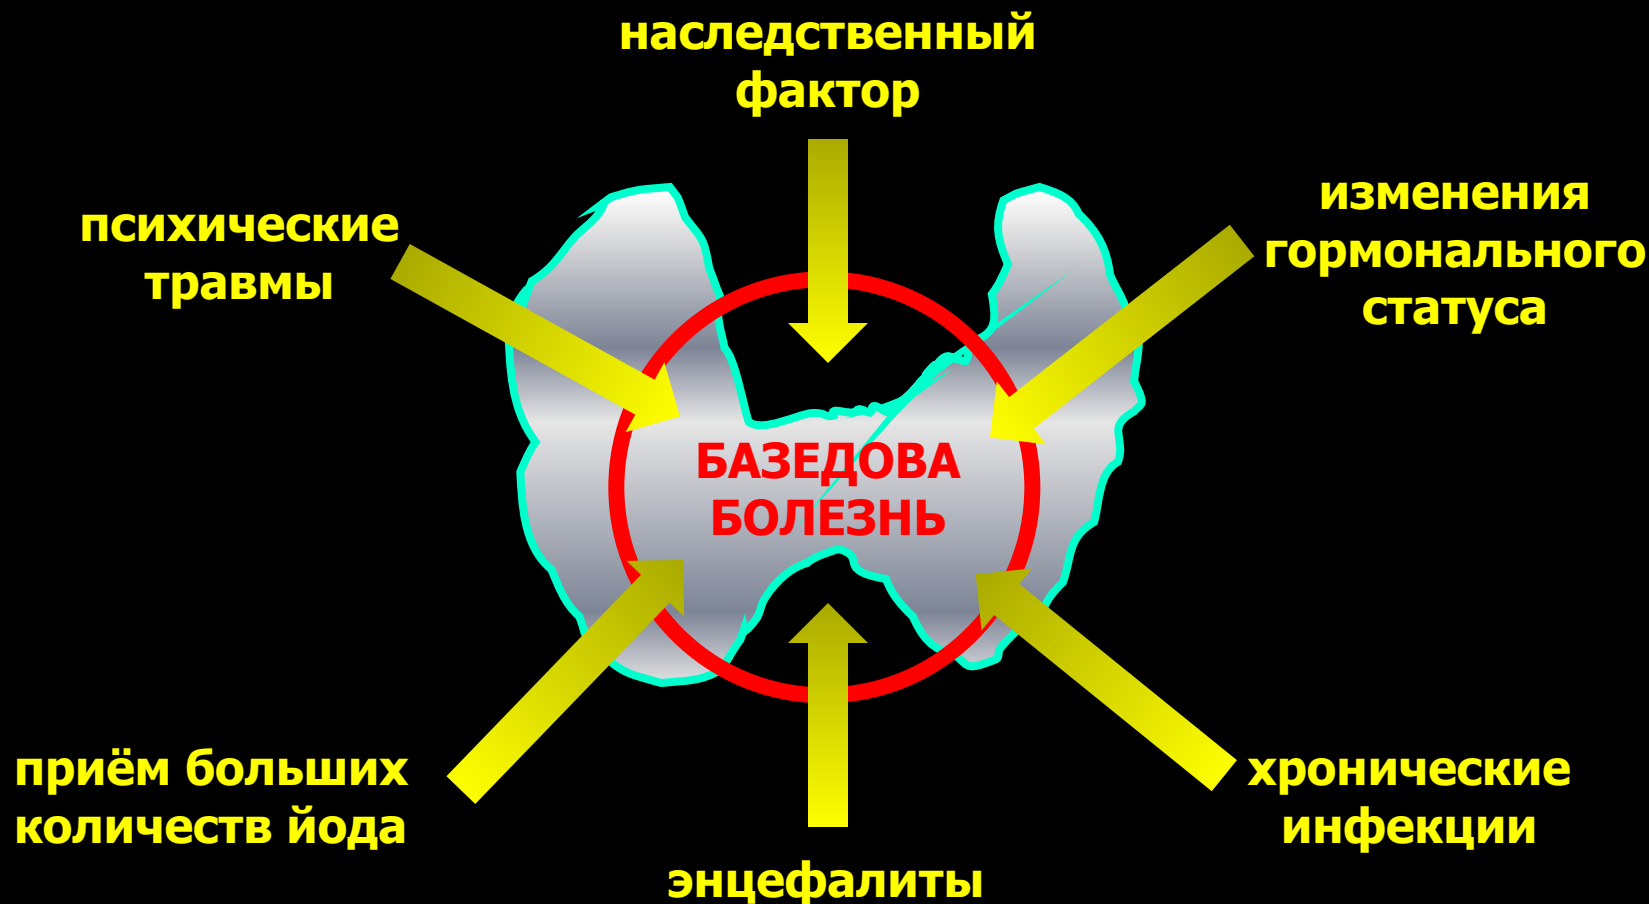 наследственный
фактор
психические
травмы
изменения
гормонального
статуса
БАЗЕДОВА
БОЛЕЗНЬ
приём больших
количеств йода
хронические
инфекции
энцефалиты